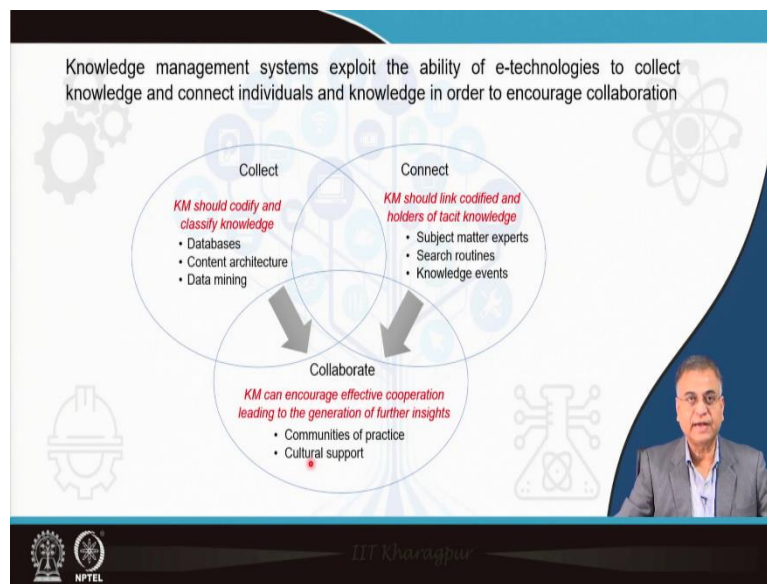 Knowledge management systems exploit the ability of e-technologies to collect
knowledge and connect individuals and knowledge in order to encourage collaboration
Collect
KM should codify and
classify knowledge
• Databases
• Content architecture
• Data mining
Connect
KM should link codified and
holders of tacit knowledge
• Subject matter experts
• Search routines
• Knowledge events
Collaborate
KM can encourage effective cooperation
leading to the generation of further insights
• Communities of practice
• Cultural support
IIT Kharagpur
NPTEL